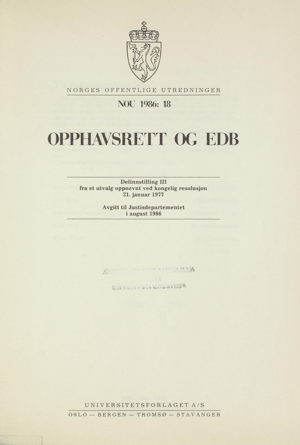 NORGES OFFENTLIGE UTREDNINGER
NOU 1986: 18
OPPHAVSRETT OG EDB
Delinnstilling III
fra et utvalg oppnevnt ved kongelig resolusjon
21. januar 1977
Avgitt til Justisdepartementet
i august 1986
UNIVERSITETSFORLAGET A/S
OSLO — BERGEN — TROMSØ — STAVANGER